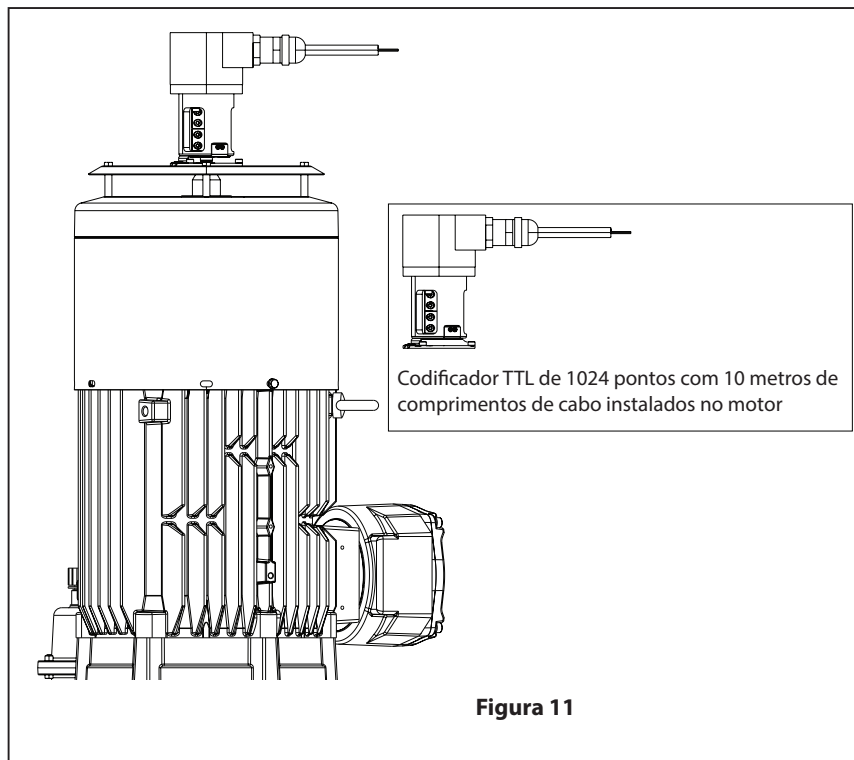 Codificador TTL de 1024 pontos com 10 metros de
comprimentos de cabo instalados no motor
Figura 11